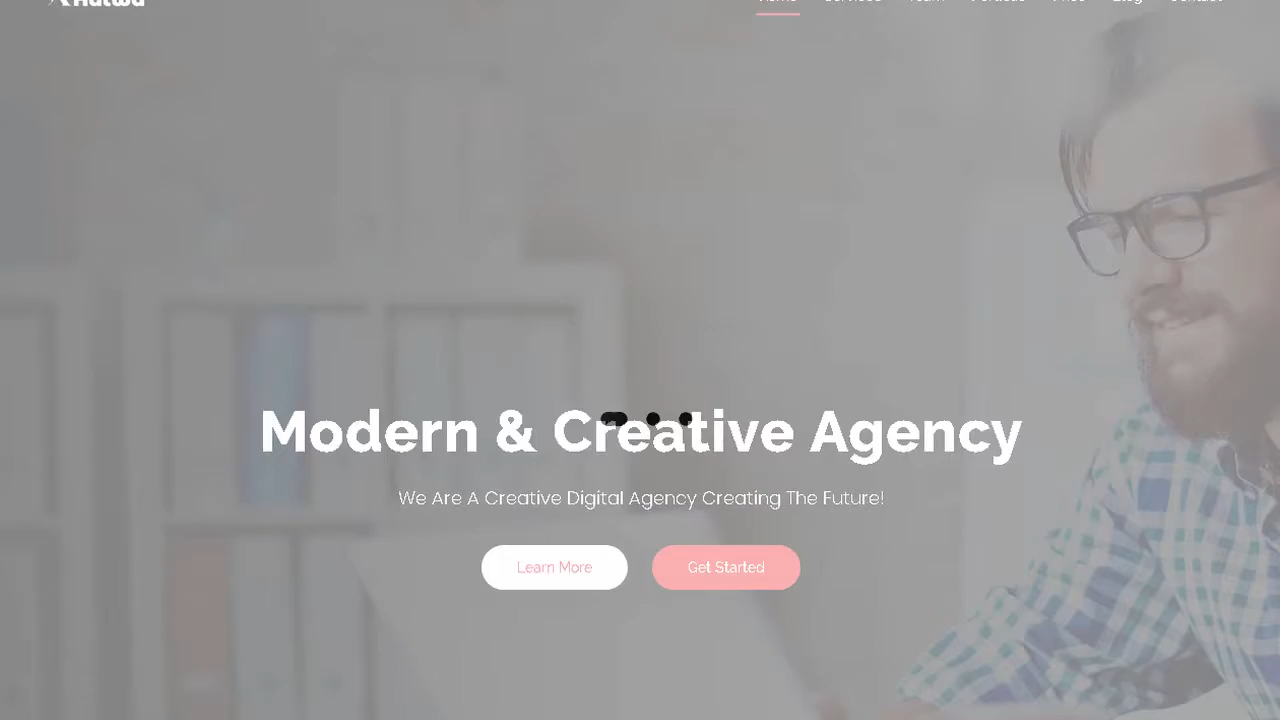 Modern & Creative Agency
We Are A Creative Digital Agency Creating The Future!
Learn More
Get Started